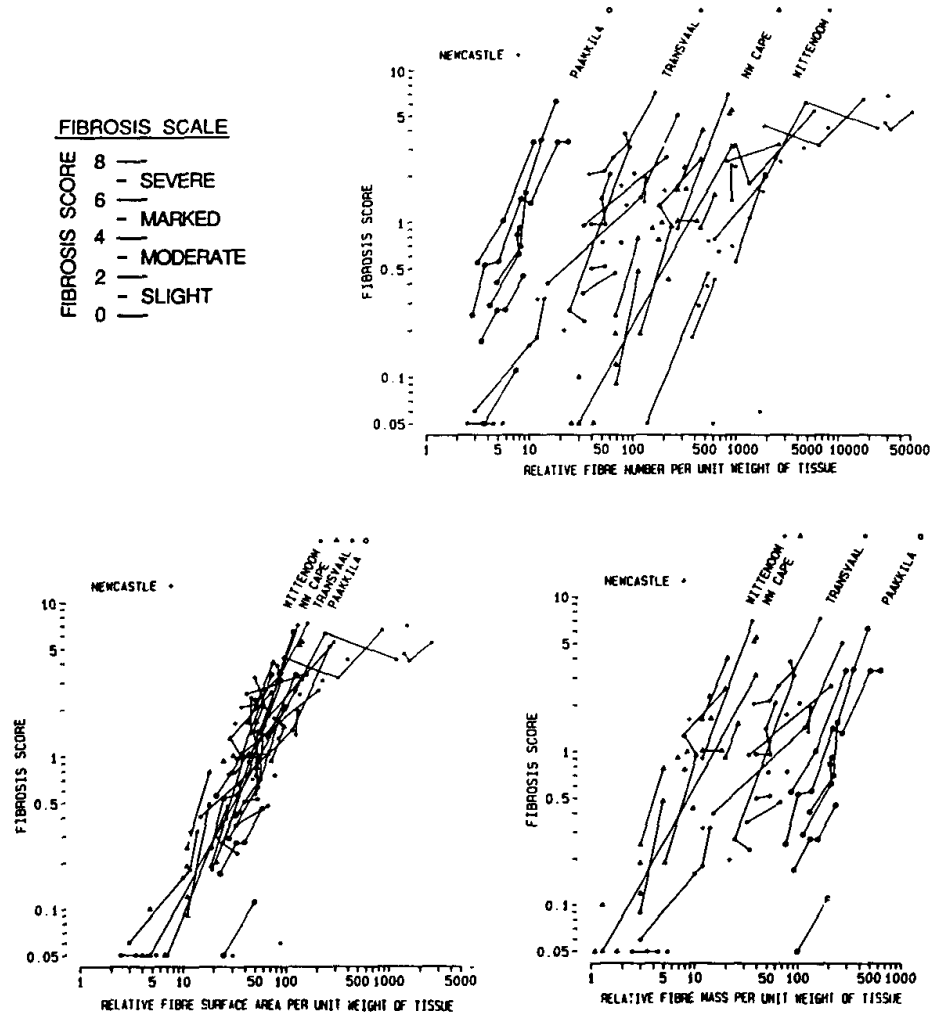 NEWCASTLE
PAAKKILA
TRANSVAAL
NW CAPE
WITTENOOM
10
5
1
0.5
0.1
0.05
FIBROSIS SCORE
1 5 10 50 100 500 1000 5000 10000 50000
RELATIVE FIBRE NUMBER PER UNIT WEIGHT OF TISSUE
FIBROSIS SCALE
FIBROSIS SCORE
8
SEVERE
6
MARKED
4
MODERATE
2
SLIGHT
0
NEWCASTLE
WITTENOOM
NW CAPE
TRANSVAAL
PAAKKILA
10
5
1
0.5
0.1
0.05
FIBROSIS SCORE
1 5 10 50 100 500 1000 5000
RELATIVE FIBRE SURFACE AREA PER UNIT WEIGHT OF TISSUE
NEWCASTLE
WITTENOOM
NW CAPE
TRANSVAAL
PAAKKILA
10
5
1
0.5
0.1
0.05
FIBROSIS SCORE
1 5 10 50 100 500 1000
RELATIVE FIBRE MASS PER UNIT WEIGHT OF TISSUE